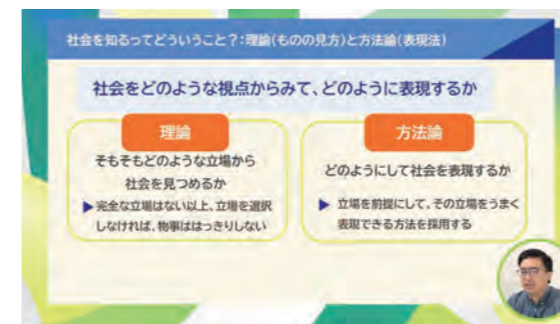 社会を知るってどういうこと?:理論(ものの見方)と方法論(表現法)
社会をどのような視点からみて、どのように表現するか
理論
そもそもどのような立場から
社会を見つめるか
▶完全な立場はない以上、立場を選択
しなければ、物事ははっきりしない
方法論
どのようにして社会を表現するか
▶ 立場を前提にして、その立場をうまく
表現できる方法を採用する